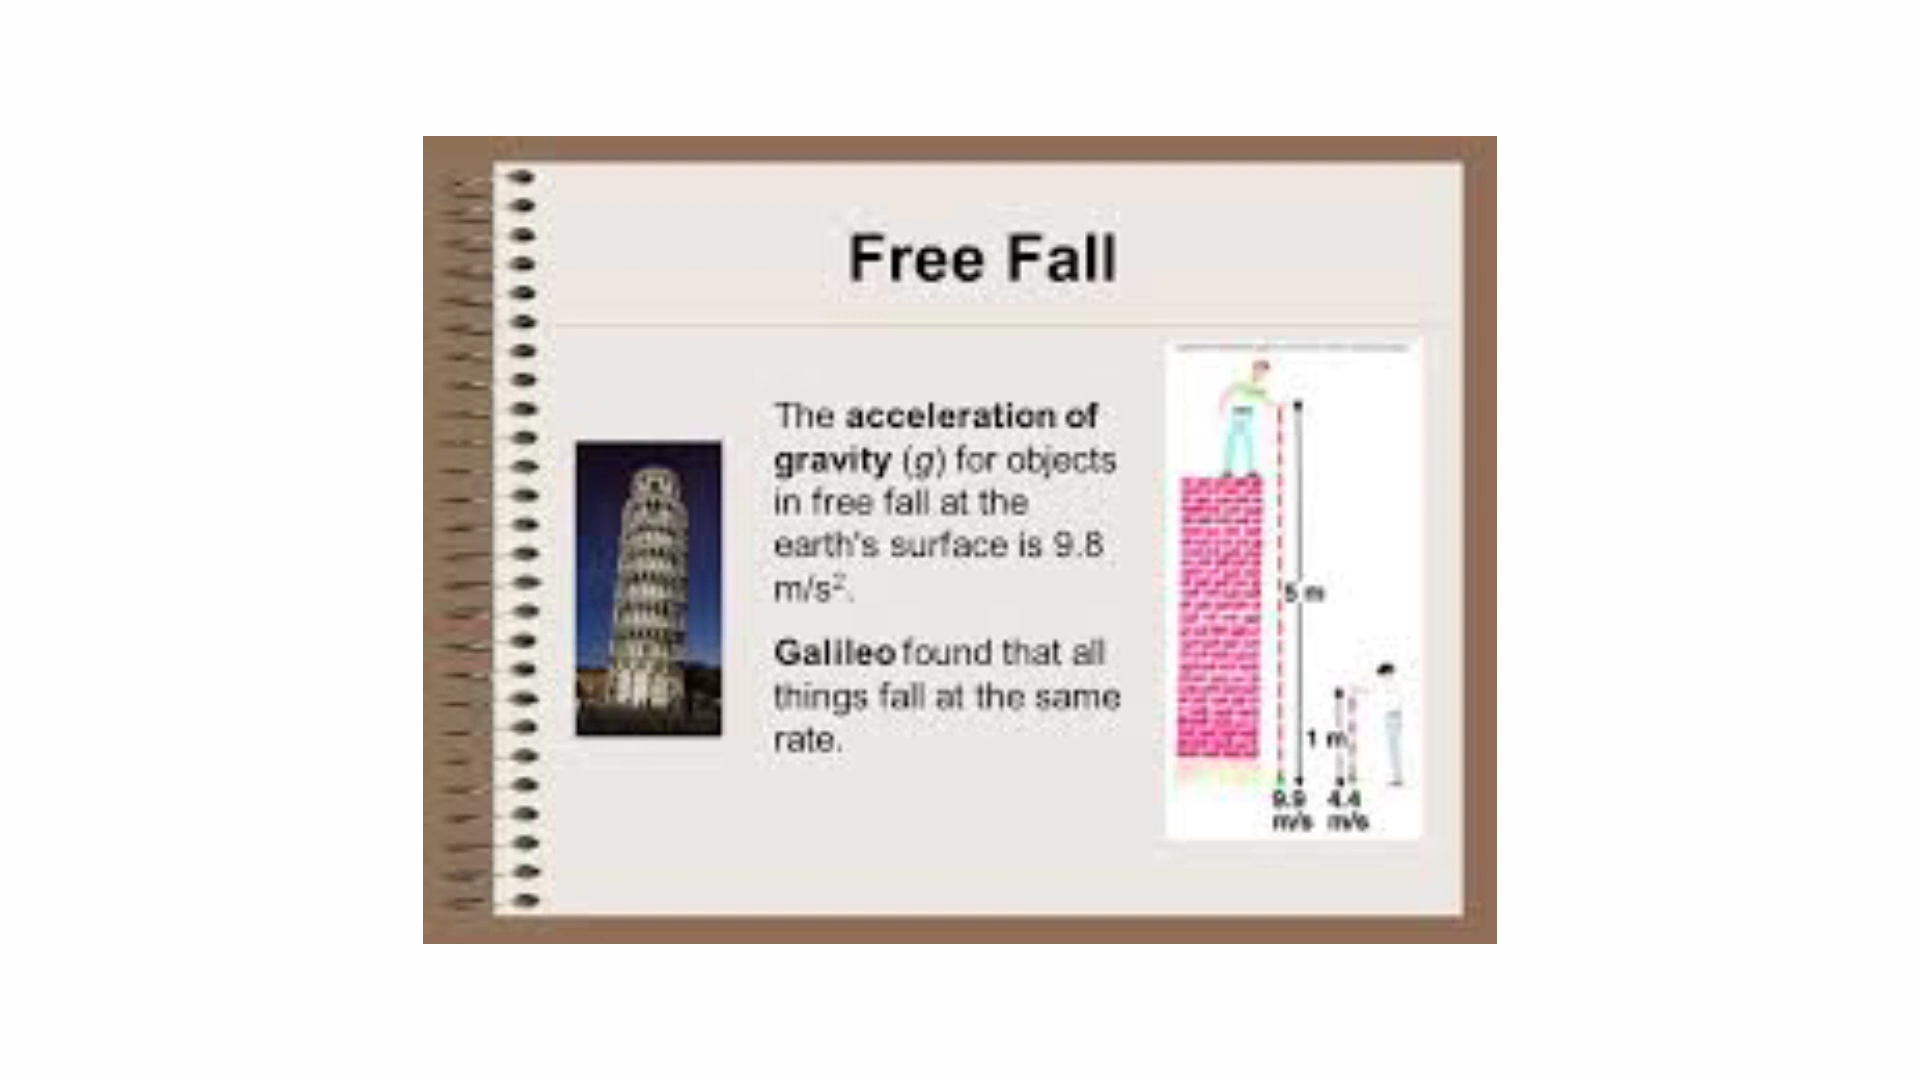 Free Fall
The acceleration of
gravity (g) for objects
in free fall at the
earth's surface is 9.8
m/s².
Galileo found that all
things fall at the same
rate.
5 m
1 m
9.9 4.4
m/s m/s